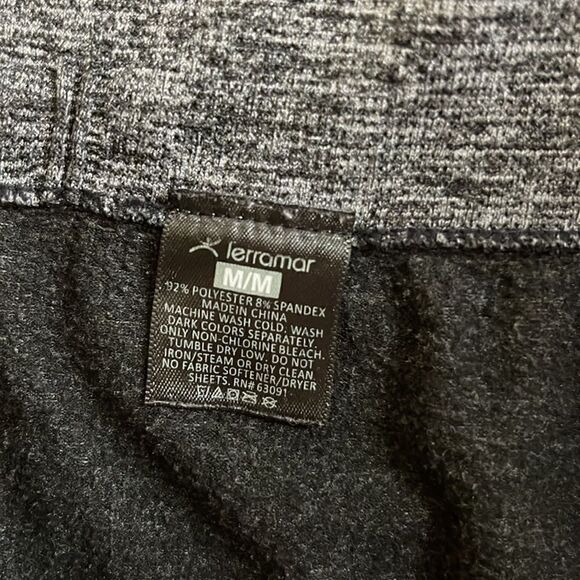 terramar
M/M
92% POLYESTER 8% SPANDEX
MADE IN CHINA
MACHINE WASH COLD. WASH
DARK COLORS SEPARATELY.
ONLY NON-CHLORINE BLEACH.
TUMBLE DRY LOW. DO NOT
IRON/STEAM OR DRY CLEAN
NO FABRIC SOFTENER/DRYER
SHEETS. RN# 63091